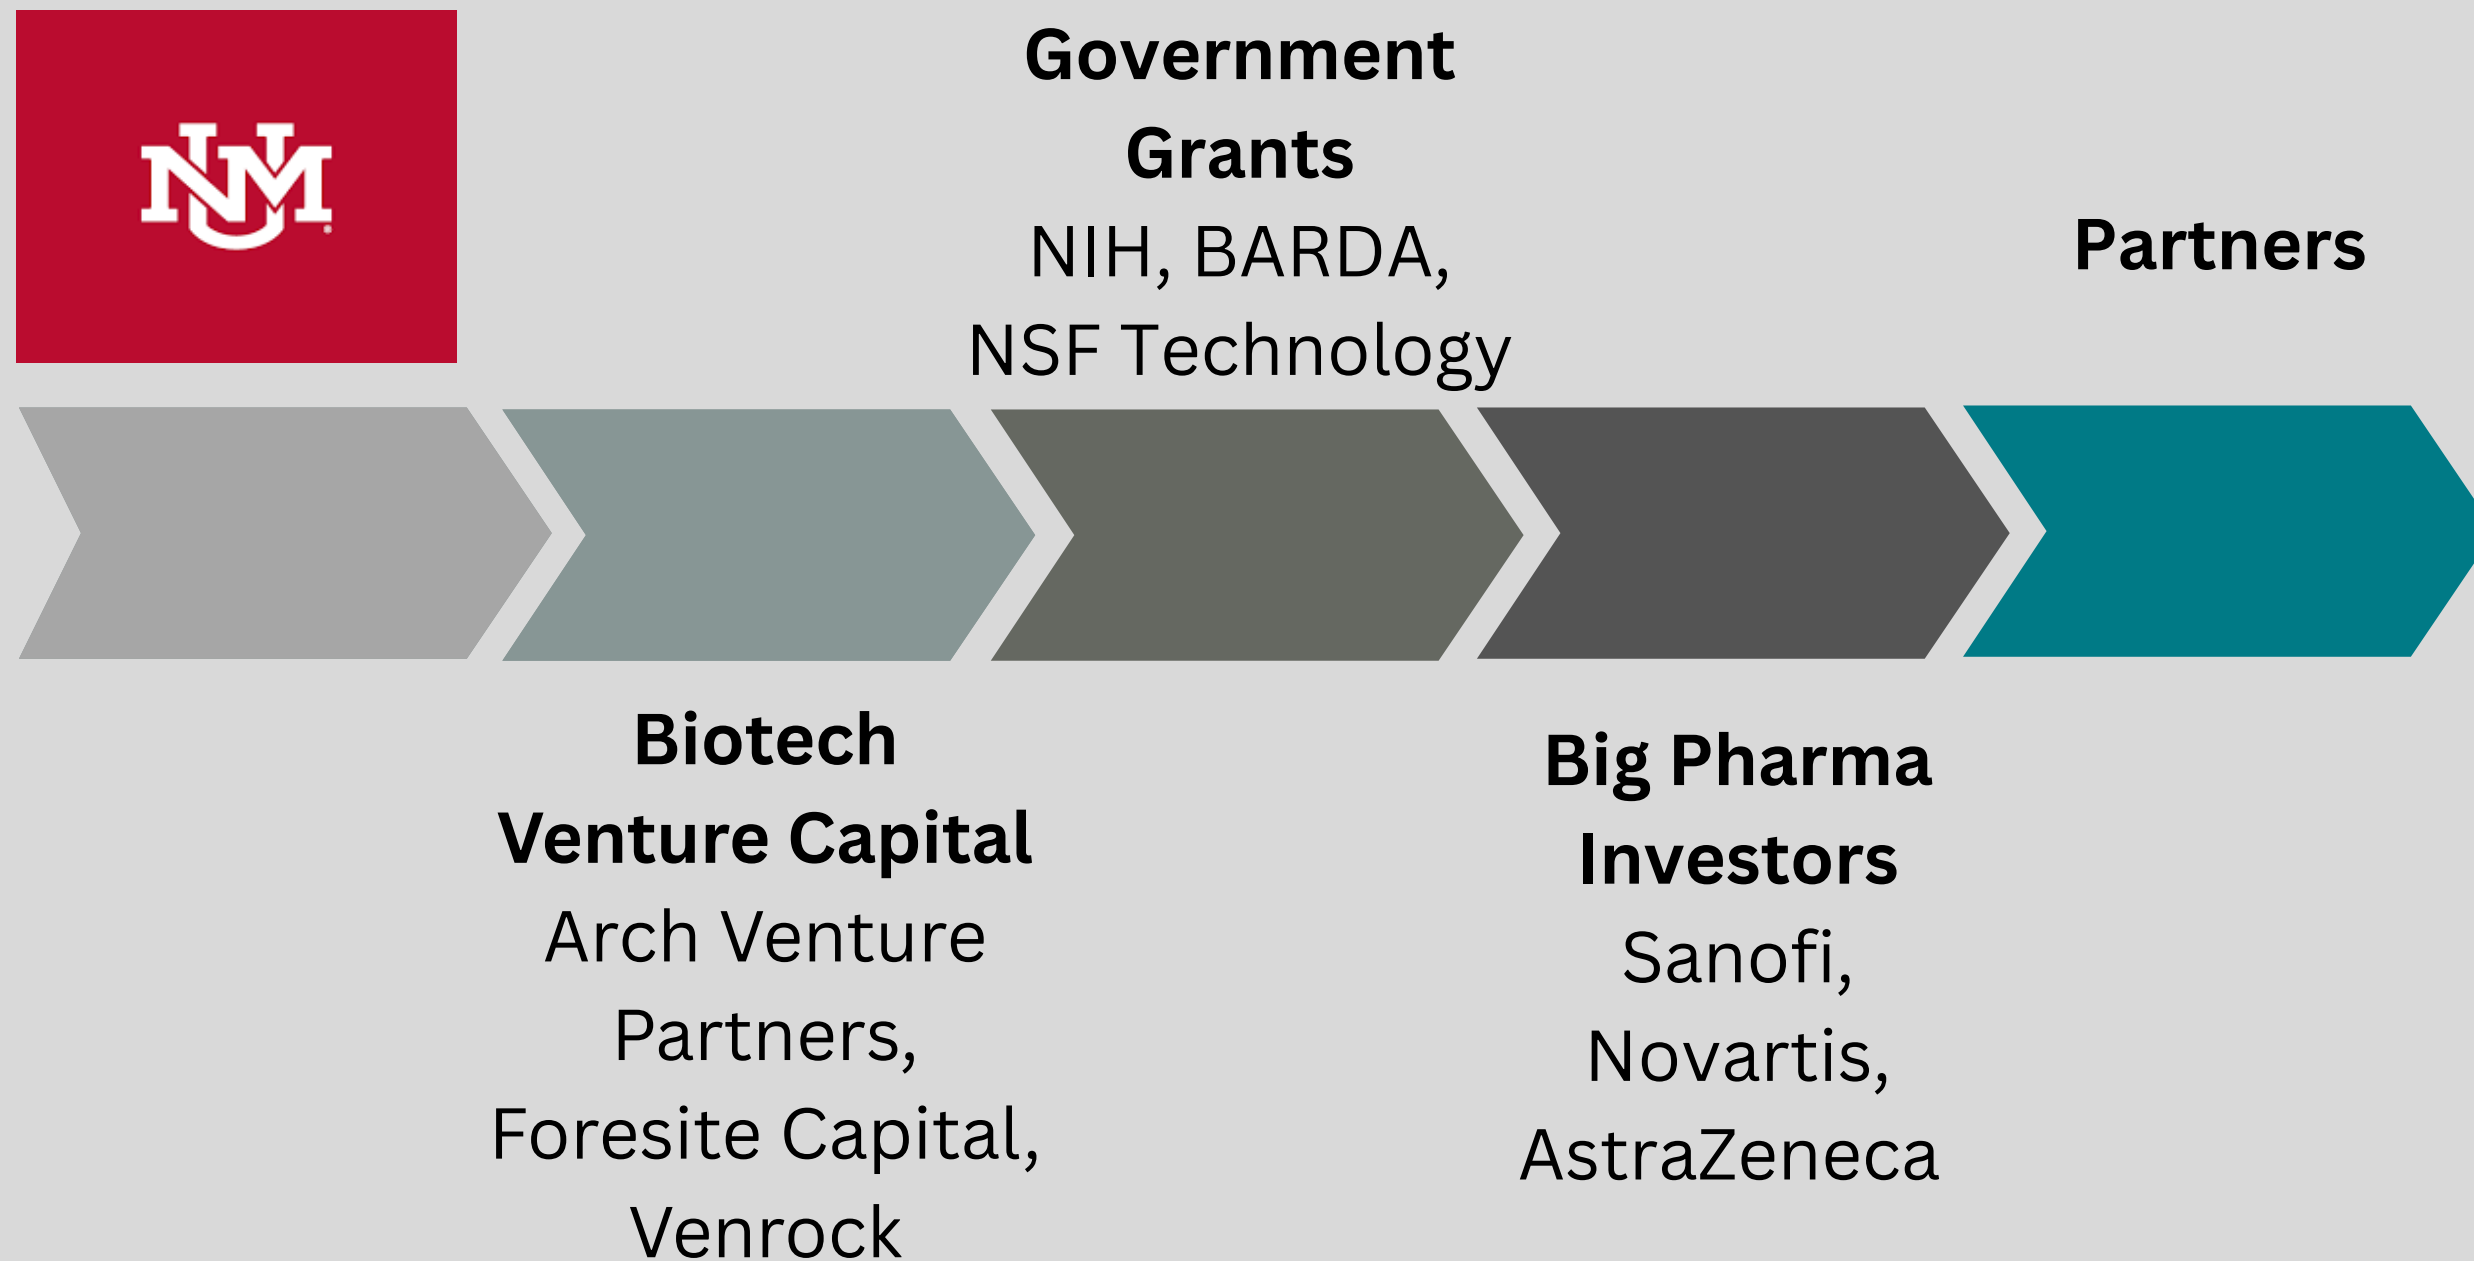 UNM
Government
Grants
NIH, BARDA,
NSF Technology
Partners
Biotech
Venture Capital
Arch Venture
Partners,
Foresite Capital,
Venrock
Big Pharma
Investors
Sanofi,
Novartis,
AstraZeneca